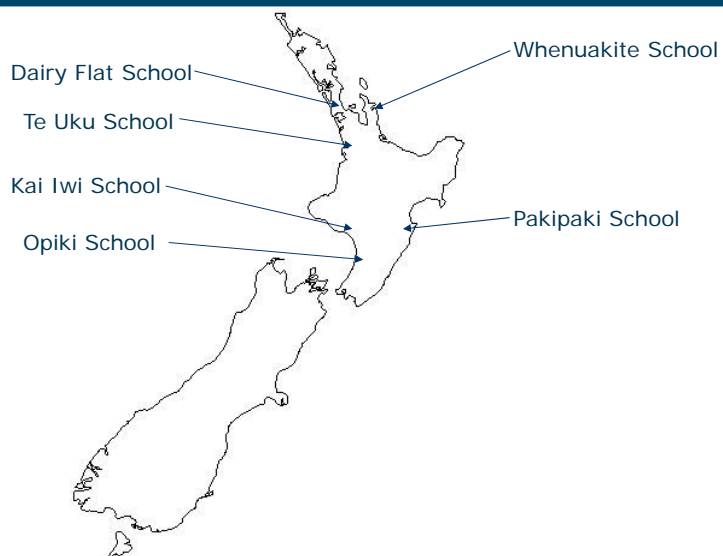 Whenuakite School
Dairy Flat School
Te Uku School
Kai Iwi School
Pakipaki School
Opiki School